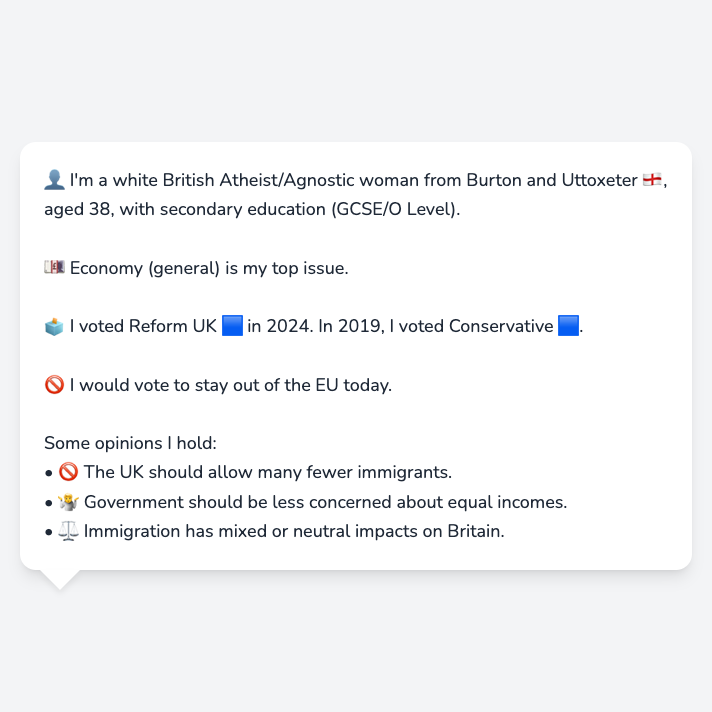 👤 I'm a white British Atheist/Agnostic woman from Burton and Uttoxeter 🏴󠁧󠁢󠁥󠁮󠁧󠁿,
aged 38, with secondary education (GCSE/O Level).
💷 Economy (general) is my top issue.
🗳️ I voted Reform UK 🟦 in 2024. In 2019, I voted Conservative 🟦.
🚫 I would vote to stay out of the EU today.
Some opinions I hold:
• 🚫 The UK should allow many fewer immigrants.
• 🤷 Government should be less concerned about equal incomes.
• ⚖️ Immigration has mixed or neutral impacts on Britain.